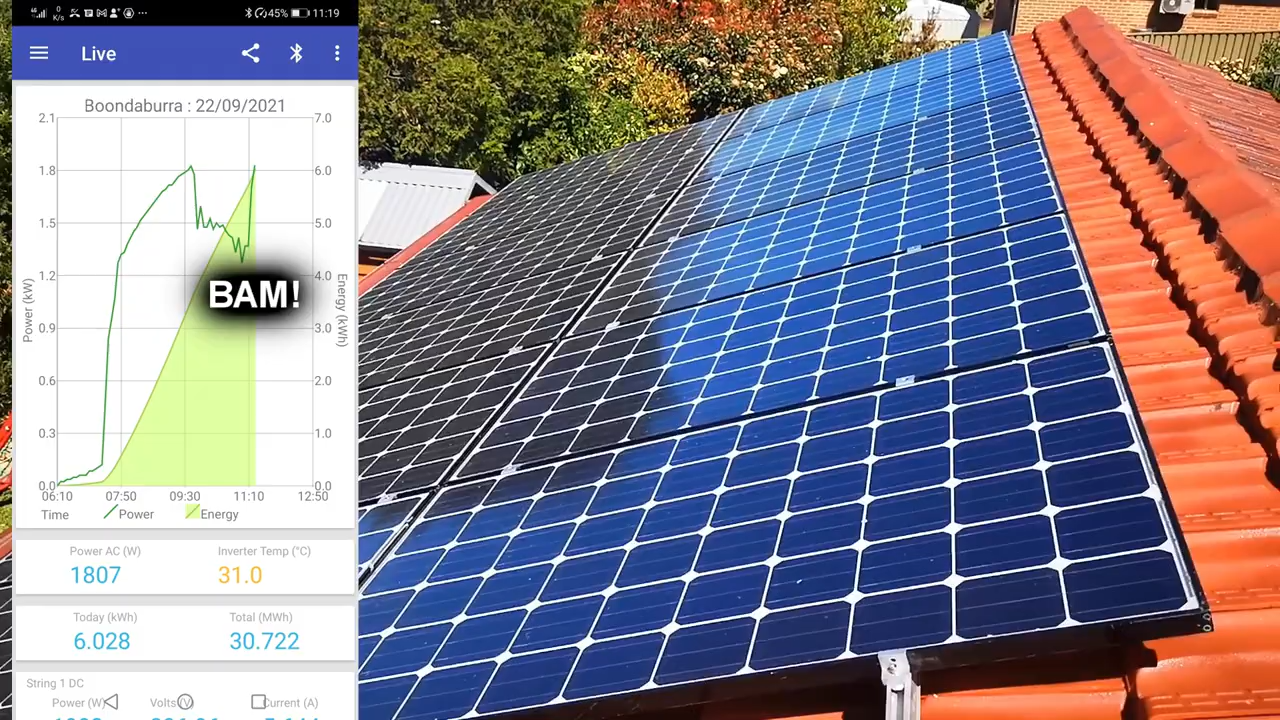 0 K/s 45% 11:19
Live
Boondaburra : 22/09/2021
2.1 7.0
1.8 6.0
1.5 5.0
1.2 4.0
BAM!
Power (kW) Energy (kWh)
0.9 3.0
0.6 2.0
0.3 1.0
0.0 0.0
06:10 07:50 09:30 11:10 12:50
Time Power Energy
Power AC (W) Inverter Temp (°C)
1807 31.0
Today (kWh) Total (MWh)
6.028 30.722
String 1 DC
Power (W) Volts (V) Current (A)